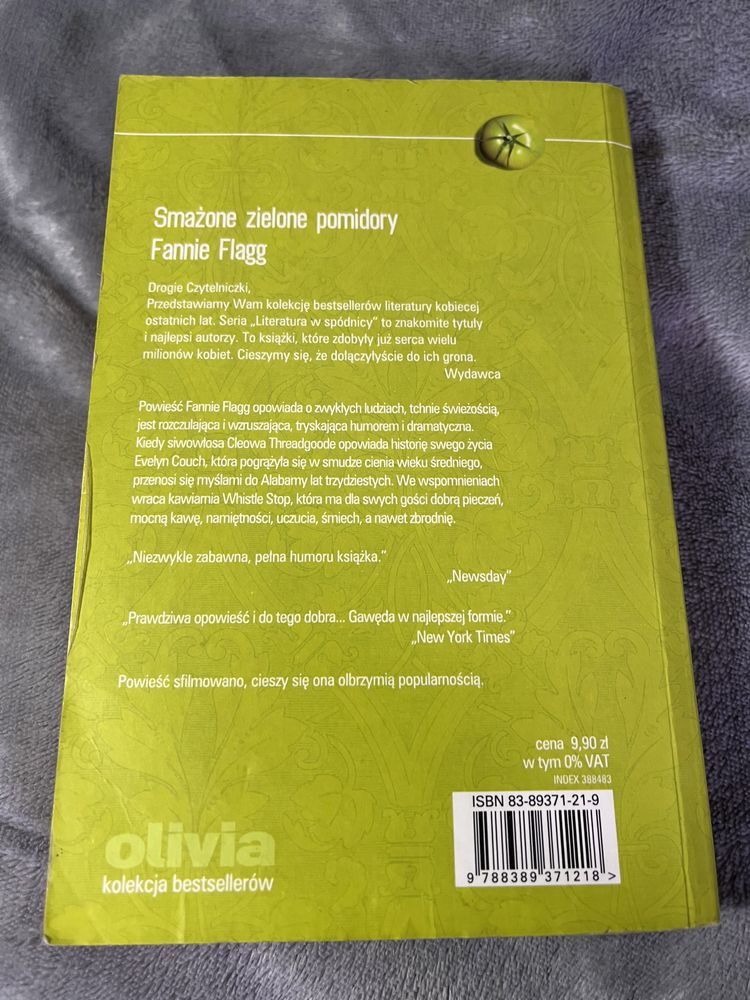 Smażone zielone pomidory
Fannie Flagg
Drogie Czytelniczki,
Przedstawiamy Wam kolekcję bestsellerów literatury kobiecej
ostatnich lat. Seria „Literatura w spódnicy" to znakomite tytuły
i najlepsi autorzy. To książki, które zdobyły już serca wielu
milionów kobiet. Cieszymy się, że dołączyłyście do ich grona.
Wydawca
Powieść Fannie Flagg opowiada o zwykłych ludziach, tchnie świeżością,
jest rozczulająca i wzruszająca, tryskająca humorem i dramatyczna.
Kiedy siwowłosa Cleowa Threadgoode opowiada historię swego życia
Evelyn Couch, która pogrążyła się w smudze cienia wieku średniego,
przenosi się myślami do Alabamy lat trzydziestych. We wspomnieniach
wraca kawiarnia Whistle Stop, która ma dla swych gości dobrą pieczeń,
mocną kawę, namiętności, uczucia, śmiech, a nawet zbrodnię.
„Niezwykle zabawna, pełna humoru książka."
„Newsday"
„Prawdziwa opowieść i do tego dobra... Gawęda w najlepszej formie."
„New York Times"
Powieść sfilmowano, cieszy się ona olbrzymią popularnością.
cena 9,90 zł
w tym 0% VAT
INDEX 388483
ISBN 83-89371-21-9
9 788389 371218 >
olivia
kolekcja bestsellerów